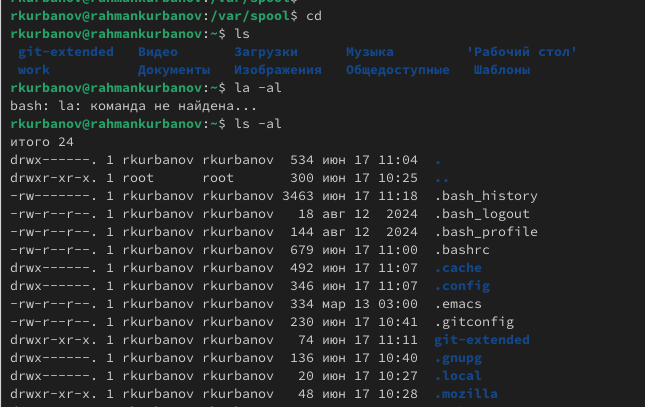 rkurbanov@rahmankurbanov:/var/spool$
rkurbanov@rahmankurbanov:/var/spool$ cd
rkurbanov@rahmankurbanov:~$ ls
git-extended Видео Загрузки Музыка 'Рабочий стол'
work Документы Изображения Общедоступные Шаблоны
rkurbanov@rahmankurbanov:~$ la -al
bash: la: команда не найдена...
rkurbanov@rahmankurbanov:~$ ls -al
итого 24
drwx------. 1 rkurbanov rkurbanov 534 июн 17 11:04 .
drwxr-xr-x. 1 root root 300 июн 17 10:25 ..
-rw-------. 1 rkurbanov rkurbanov 3463 июн 17 11:18 .bash_history
-rw-r--r--. 1 rkurbanov rkurbanov 18 авг 12 2024 .bash_logout
-rw-r--r--. 1 rkurbanov rkurbanov 144 авг 12 2024 .bash_profile
-rw-r--r--. 1 rkurbanov rkurbanov 679 июн 17 11:00 .bashrc
drwx------. 1 rkurbanov rkurbanov 492 июн 17 11:07 .cache
drwx------. 1 rkurbanov rkurbanov 346 июн 17 11:07 .config
-rw-r--r--. 1 rkurbanov rkurbanov 334 мар 13 03:00 .emacs
-rw-r--r--. 1 rkurbanov rkurbanov 230 июн 17 10:41 .gitconfig
drwxr-xr-x. 1 rkurbanov rkurbanov 74 июн 17 11:11 git-extended
drwx------. 1 rkurbanov rkurbanov 136 июн 17 10:40 .gnupg
drwx------. 1 rkurbanov rkurbanov 20 июн 17 10:27 .local
drwxr-xr-x. 1 rkurbanov rkurbanov 48 июн 17 10:28 .mozilla